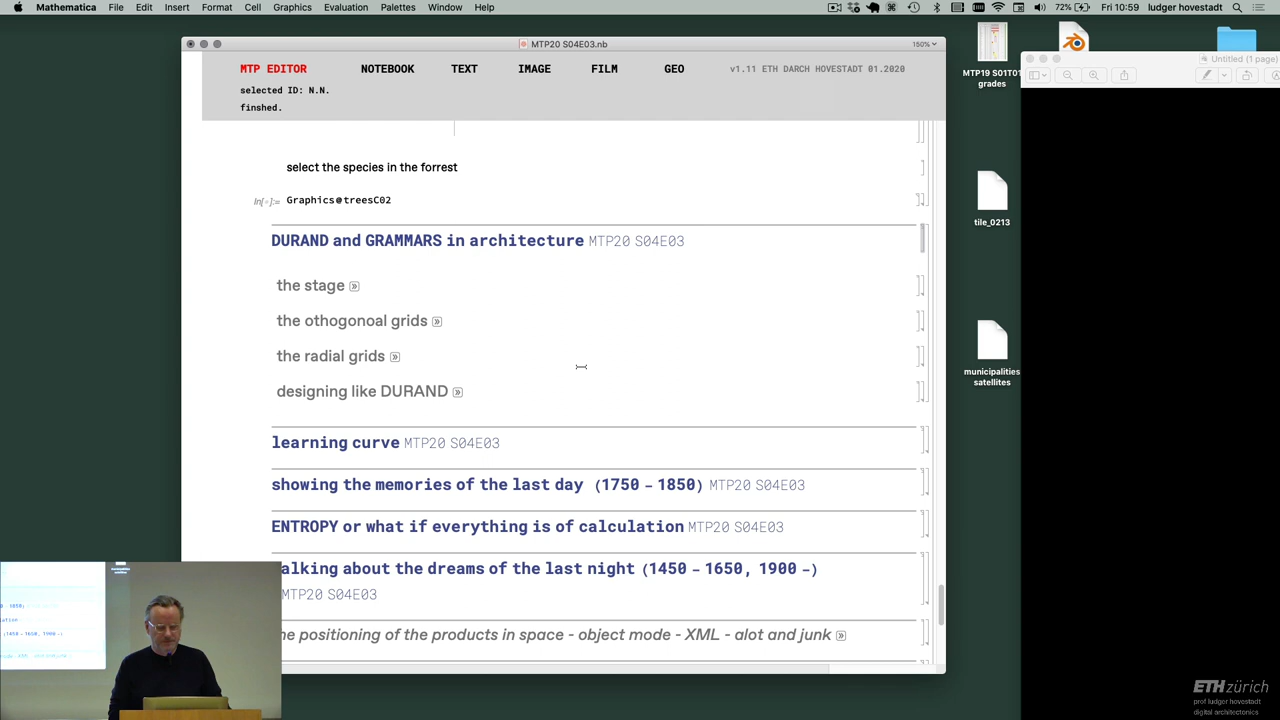 Mathematica File Edit Insert Format Cell Graphics Evaluation Palettes Window Help 72% Fri 10:59 ludger hovestadt
MTP20 S04E03.nb 150%
MTP EDITOR NOTEBOOK TEXT IMAGE FILM GEO v1.11 ETH DARCH HOVESTADT 01.2020
selected ID: N.N.
finshed.
select the species in the forrest
In[•]:= Graphics@treesC02
DURAND and GRAMMARS in architecture MTP20 S04E03
the stage
the othogonoal grids
the radial grids
designing like DURAND
learning curve MTP20 S04E03
showing the memories of the last day (1750 – 1850) MTP20 S04E03
ENTROPY or what if everything is of calculation MTP20 S04E03
alking about the dreams of the last night (1450 – 1650, 1900 –)
MTP20 S04E03
he positioning of the products in space - object mode - XML - alot and junk
MTP19 S01T01
grades
tile_0213
municipalities
satellites
Untitled (1 page)
ETH zürich
prof ludger hovestadt
digital architectonics